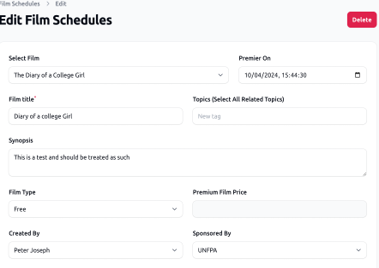 Film Schedules > Edit
Edit Film Schedules
Delete
Select Film
Premier On
The Diary of a College Girl
10/04/2024, 15:44:30
Film title*
Topics (Select All Related Topics)
Diary of a college Girl
New tag
Synopsis
This is a test and should be treated as such
Film Type
Premium Film Price
Free
Created By
Sponsored By
Peter Joseph
UNFPA